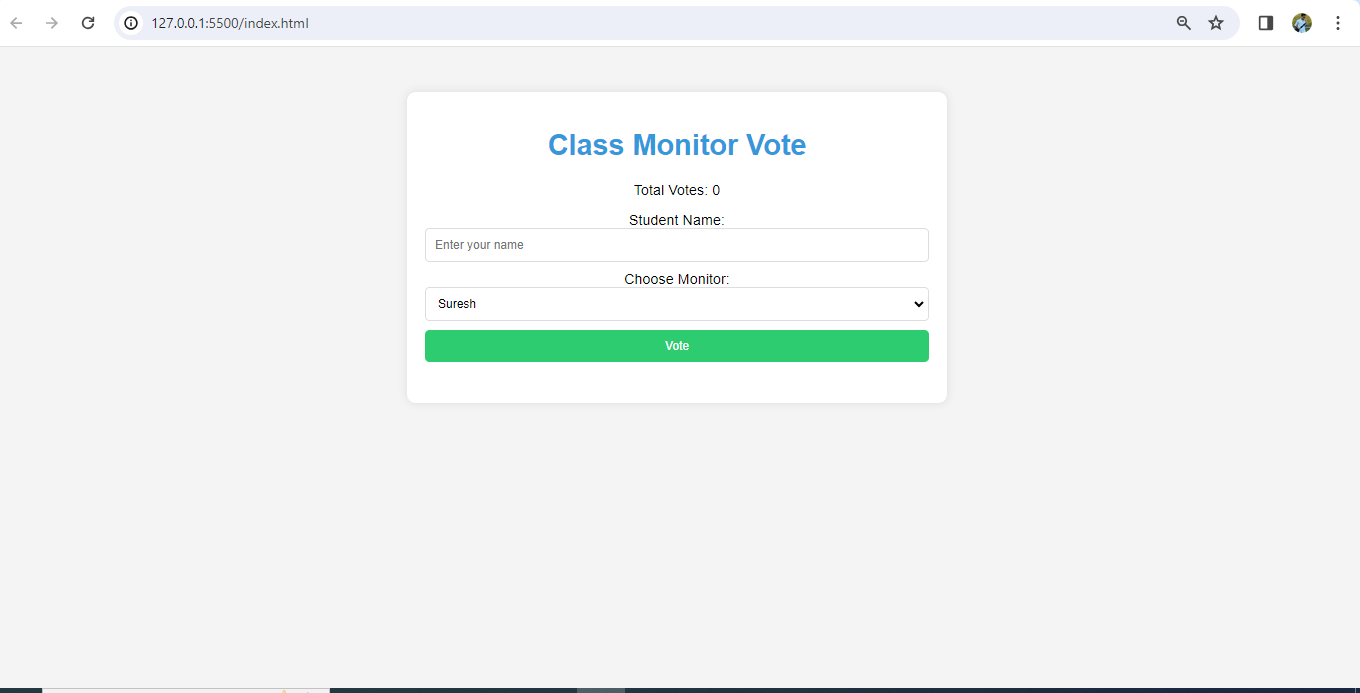 127.0.0.1:5500/index.html
Class Monitor Vote
Total Votes: 0
Student Name:
Enter your name
Choose Monitor:
Suresh
Vote